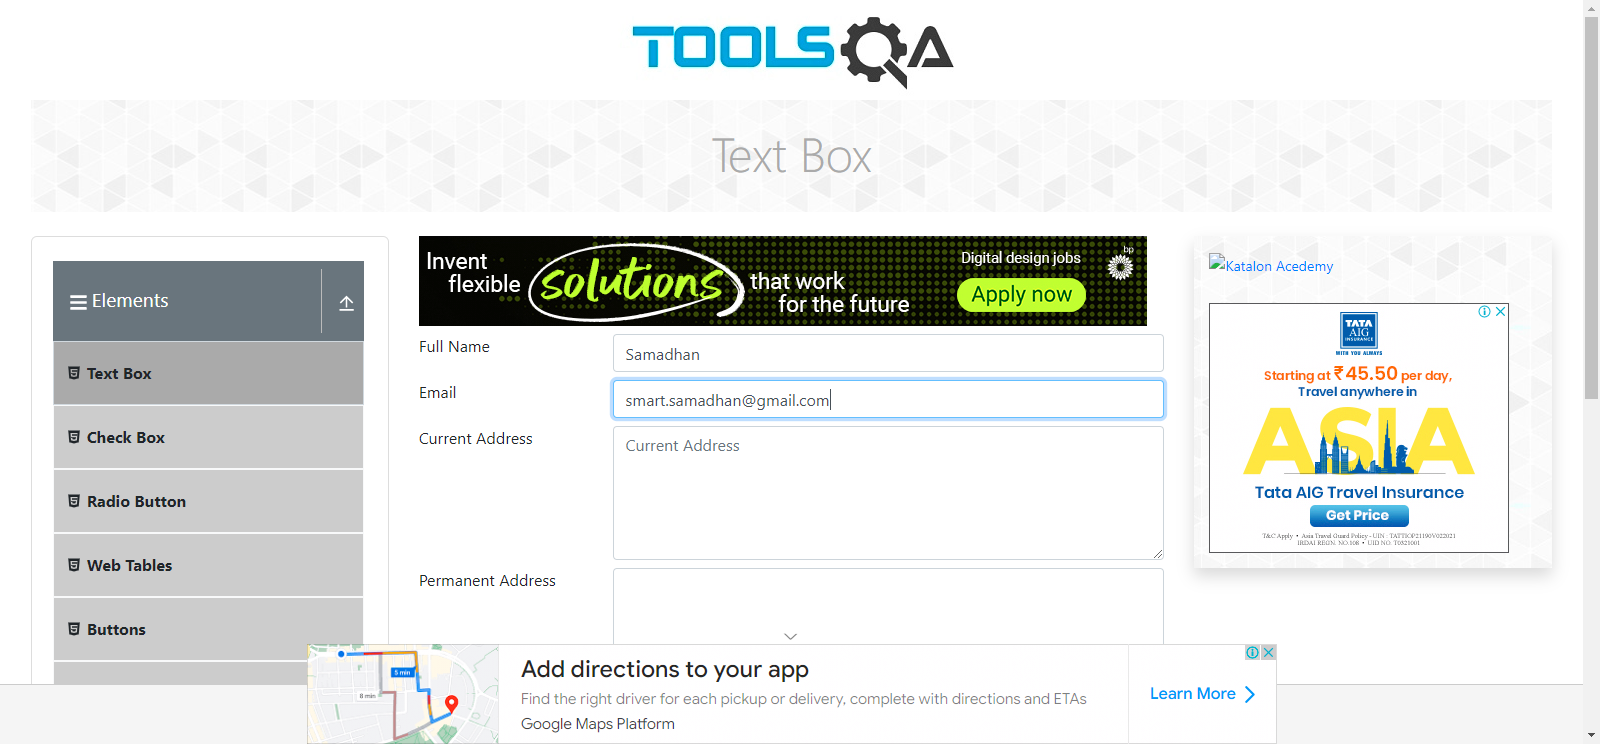 TOOLSQA
Text Box
Elements
Text Box
Check Box
Radio Button
Web Tables
Buttons
Invent
flexible
solutions
that work
for the future
Digital design jobs
Apply now
bp
Full Name
Samadhan
Email
smart.samadhan@gmail.com
Current Address
Current Address
Permanent Address
Katalon Acedemy
TATA
AIG
INSURANCE
WITH YOU ALWAYS
Starting at ₹45.50 per day,
Travel anywhere in
ASIA
Tata AIG Travel Insurance
Get Price
T&C Apply • Asia Travel Guard Policy - UIN : TATTIOP21190V022021
IRDAI REGN. NO.108 • UID NO: T0321001
5 min
8 min
Add directions to your app
Find the right driver for each pickup or delivery, complete with directions and ETAs
Google Maps Platform
Learn More